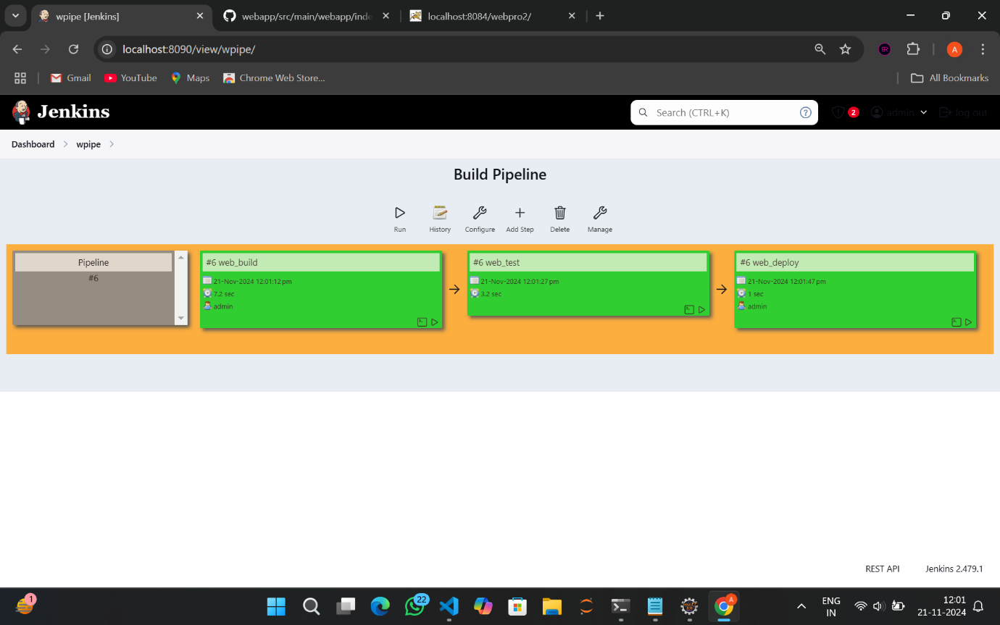 wpipe [Jenkins]
webapp/src/main/webapp/inde
localhost:8084/webpro2/
localhost:8090/view/wpipe/
A
Gmail
YouTube
Maps
Chrome Web Store...
All Bookmarks
Jenkins
Search (CTRL+K)
2
admin
log out
Dashboard
wpipe
Build Pipeline
Run
History
Configure
Add Step
Delete
Manage
Pipeline
#6
#6 web_build
21-Nov-2024 12:01:12 pm
7.2 sec
admin
#6 web_test
21-Nov-2024 12:01:27 pm
3.2 sec
#6 web_deploy
21-Nov-2024 12:01:47 pm
1 sec
admin
REST API
Jenkins 2.479.1
1
22
A
ENG
IN
12:01
21-11-2024